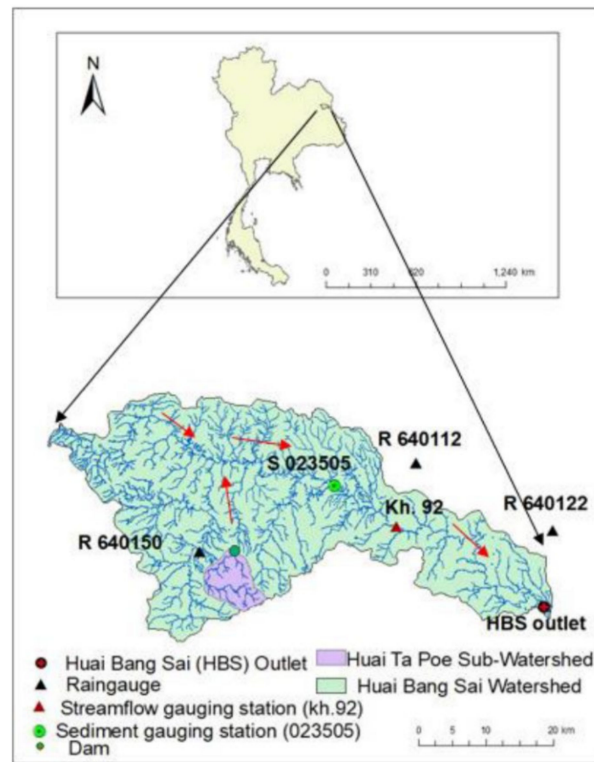 N
0 310 620 1,240 km
R 640112
S 023505
R 640122
Kh. 92
R 640150
HBS outlet
Huai Bang Sai (HBS) Outlet
Huai Ta Poe Sub-Watershed
Raingauge
Huai Bang Sai Watershed
Streamflow gauging station (kh.92)
Sediment gauging station (023505)
Dam
0 5 10 20 km